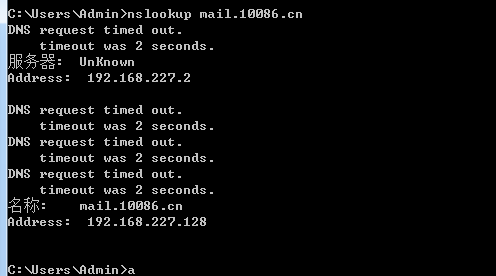 C:\Users\Admin>nslookup mail.10086.cn
DNS request timed out.
    timeout was 2 seconds.
服务器:  UnKnown
Address:  192.168.227.2

DNS request timed out.
    timeout was 2 seconds.
DNS request timed out.
    timeout was 2 seconds.
DNS request timed out.
    timeout was 2 seconds.
名称:    mail.10086.cn
Address:  192.168.227.128

C:\Users\Admin>a